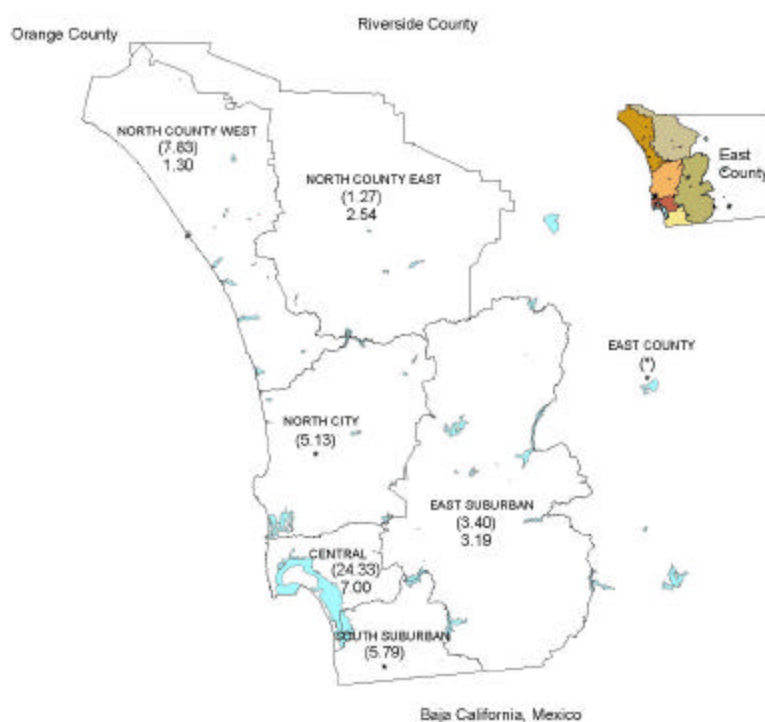 Riverside County
Orange County
NORTH COUNTY WEST
(7.83)
1.30
NORTH COUNTY EAST
(1.27)
2.54
East
County
EAST COUNTY
(*)
*
NORTH CITY
(5.13)
*
EAST SUBURBAN
(3.40)
3.19
CENTRAL
(24.33)
7.00
SOUTH SUBURBAN
(5.79)
*
Baja California, Mexico